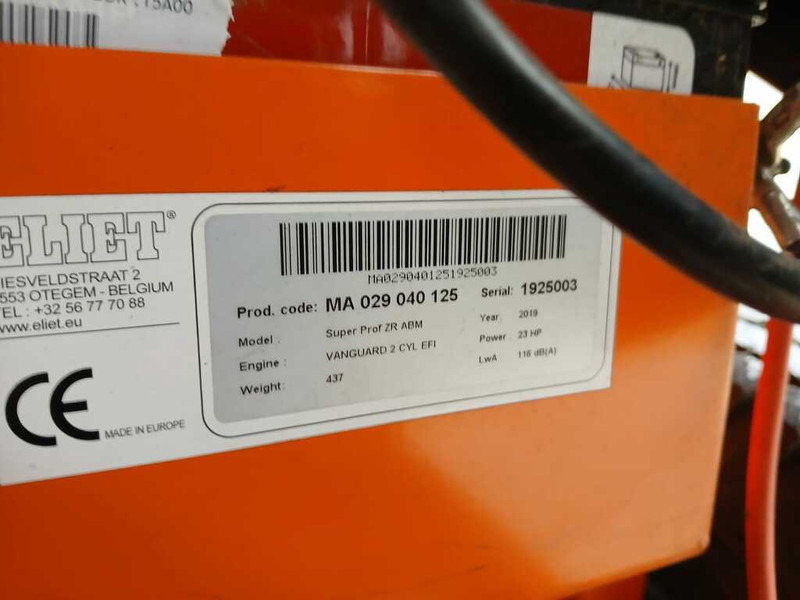 :15A00
ELIET®
IESVELDSTRAAT 2
553 OTEGEM - BELGIUM
TEL : +32 56 77 70 88
www.eliet.eu
CE
MADE IN EUROPE
MA0290401251925003
Prod. code: MA 029 040 125 Serial: 1925003
Model : Super Prof ZR ABM Year 2019
Engine : VANGUARD 2 CYL EFI Power : 23 HP
Weight: 437 LwA : 116 dB(A)